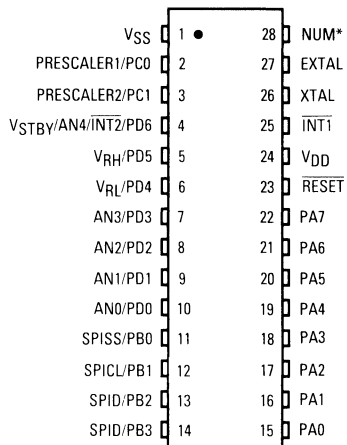 VSS 1 28 NUM*
PRESCALER1/PC0 2 27 EXTAL
PRESCALER2/PC1 3 26 XTAL
VSTBY/AN4/INT2/PD6 4 25 INT1
VRH/PD5 5 24 VDD
VRL/PD4 6 23 RESET
AN3/PD3 7 22 PA7
AN2/PD2 8 21 PA6
AN1/PD1 9 20 PA5
AN0/PD0 10 19 PA4
SPISS/PB0 11 18 PA3
SPICL/PB1 12 17 PA2
SPID/PB2 13 16 PA1
SPID/PB3 14 15 PA0